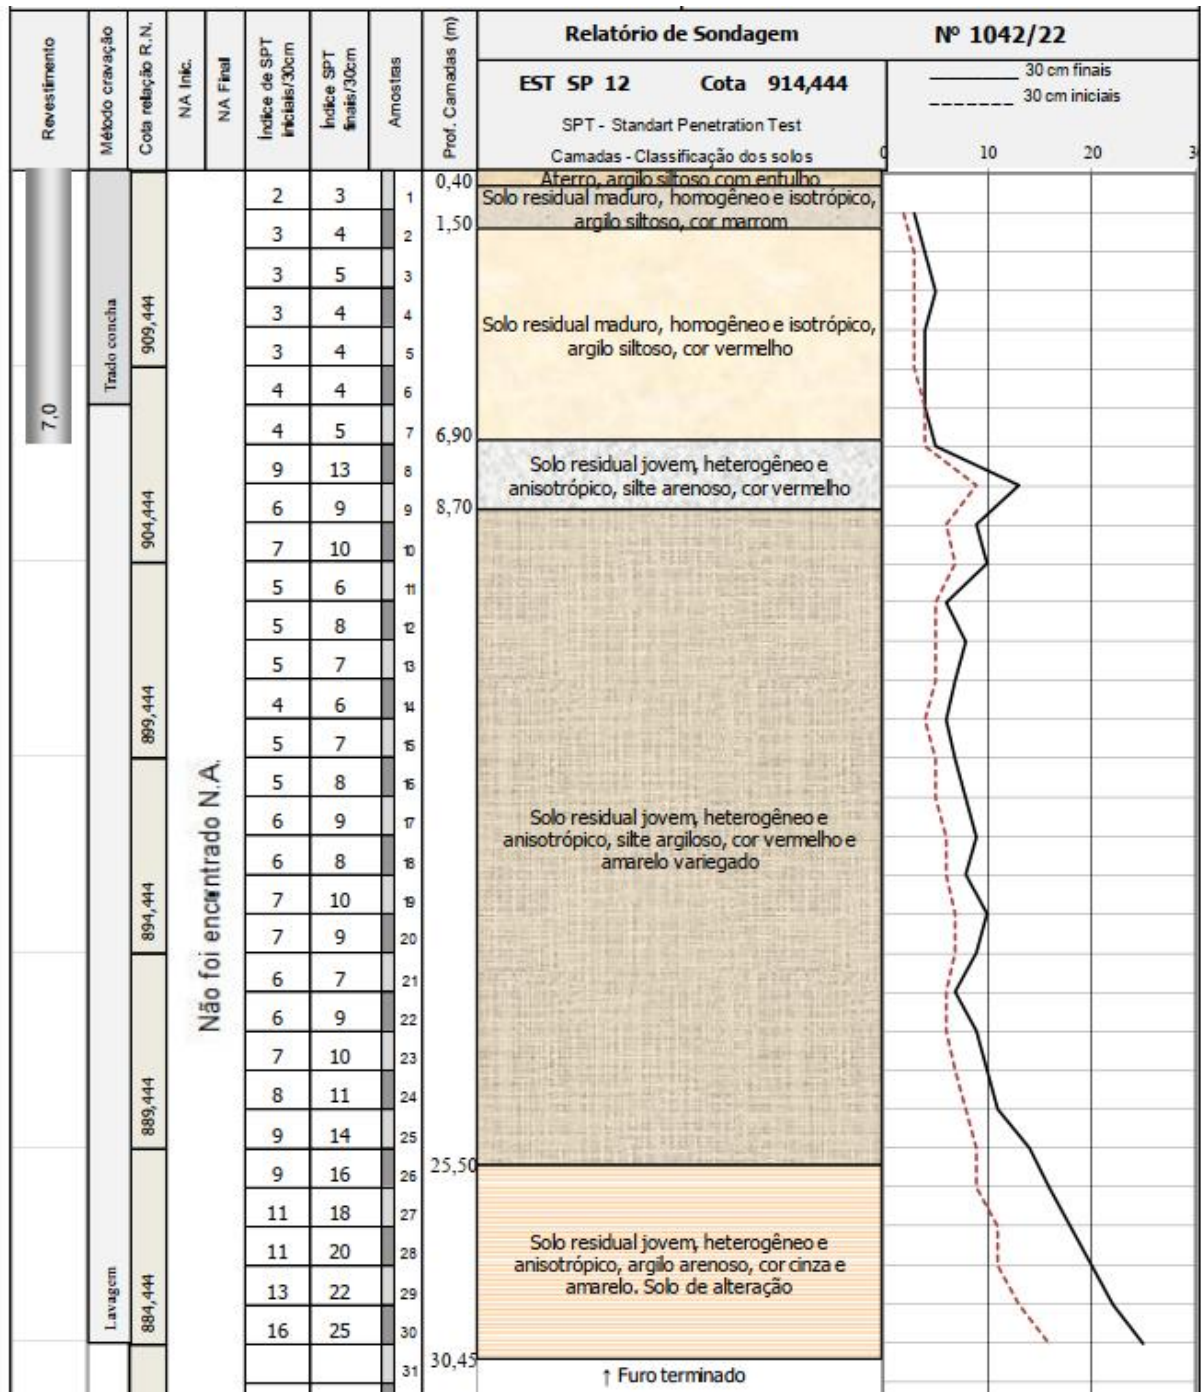 Revestimento
Método cravação
Cota relação R.N.
NA Inic.
NA Final
Índice de SPT
iniciais/30cm
Índice SPT
finais/30cm
Amostras
Prof. Camadas (m)
Relatório de Sondagem
Nº 1042/22
EST SP 12 Cota 914,444
SPT - Standart Penetration Test
Camadas - Classificação dos solos
30 cm finais
30 cm iniciais
0 10 20 3
7,0
Trado concha
Lavagem
909,444
904,444
899,444
894,444
889,444
884,444
Não foi encontrado N.A.
2 3 1
3 4 2
3 5 3
3 4 4
3 4 5
4 4 6
4 5 7
9 13 8
6 9 9
7 10 10
5 6 11
5 8 12
5 7 13
4 6 14
5 7 15
5 8 16
6 9 17
6 8 18
7 10 19
7 9 20
6 7 21
6 9 22
7 10 23
8 11 24
9 14 25
9 16 26
11 18 27
11 20 28
13 22 29
16 25 30
31
0,40
1,50
6,90
8,70
25,50
30,45
Aterro, argilo siltoso com entulho
Solo residual maduro, homogêneo e isotrópico,
argilo siltoso, cor marrom
Solo residual maduro, homogêneo e isotrópico,
argilo siltoso, cor vermelho
Solo residual jovem, heterogêneo e
anisotrópico, silte arenoso, cor vermelho
Solo residual jovem, heterogêneo e
anisotrópico, silte argiloso, cor vermelho e
amarelo variegado
Solo residual jovem, heterogêneo e
anisotrópico, argilo arenoso, cor cinza e
amarelo. Solo de alteração
↑ Furo terminado